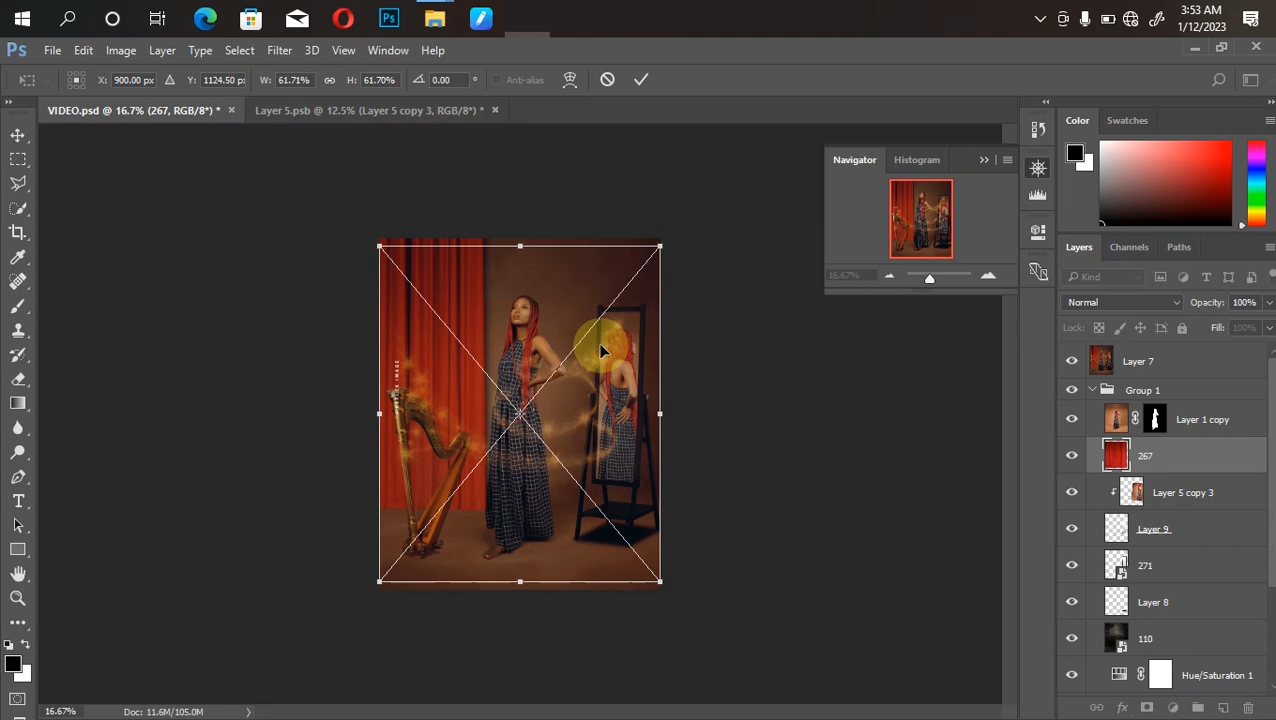 3:53 AM
1/12/2023
File Edit Image Layer Type Select Filter 3D View Window Help
X: 900.00 px Y: 1124.50 px W: 61.71% H: 61.70% 0.00 ° Anti-alias
VIDEO.psd @ 16.7% (267, RGB/8*) * Layer 5.psb @ 12.5% (Layer 5 copy 3, RGB/8*) *
Color Swatches
Navigator Histogram
16.67%
Layers Channels Paths
Kind
Normal Opacity: 100%
Lock: Fill: 100%
Layer 7
Group 1
Layer 1 copy
267
Layer 5 copy 3
Layer 9
271
Layer 8
110
Hue/Saturation 1
IMAGE
16.67% Doc: 11.6M/105.0M